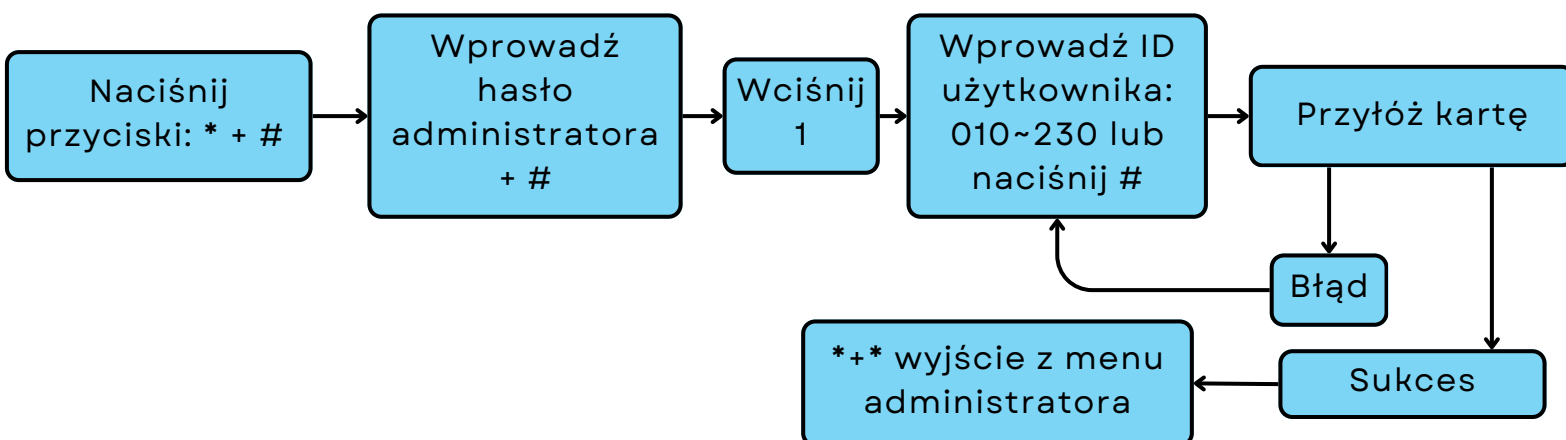 Naciśnij
przyciski: * + #
Wprowadź
hasło
administratora
+ #
Wciśnij
1
Wprowadź ID
użytkownika:
010~230 lub
naciśnij #
Przyłóż kartę
Błąd
Sukces
*+* wyjście z menu
administratora